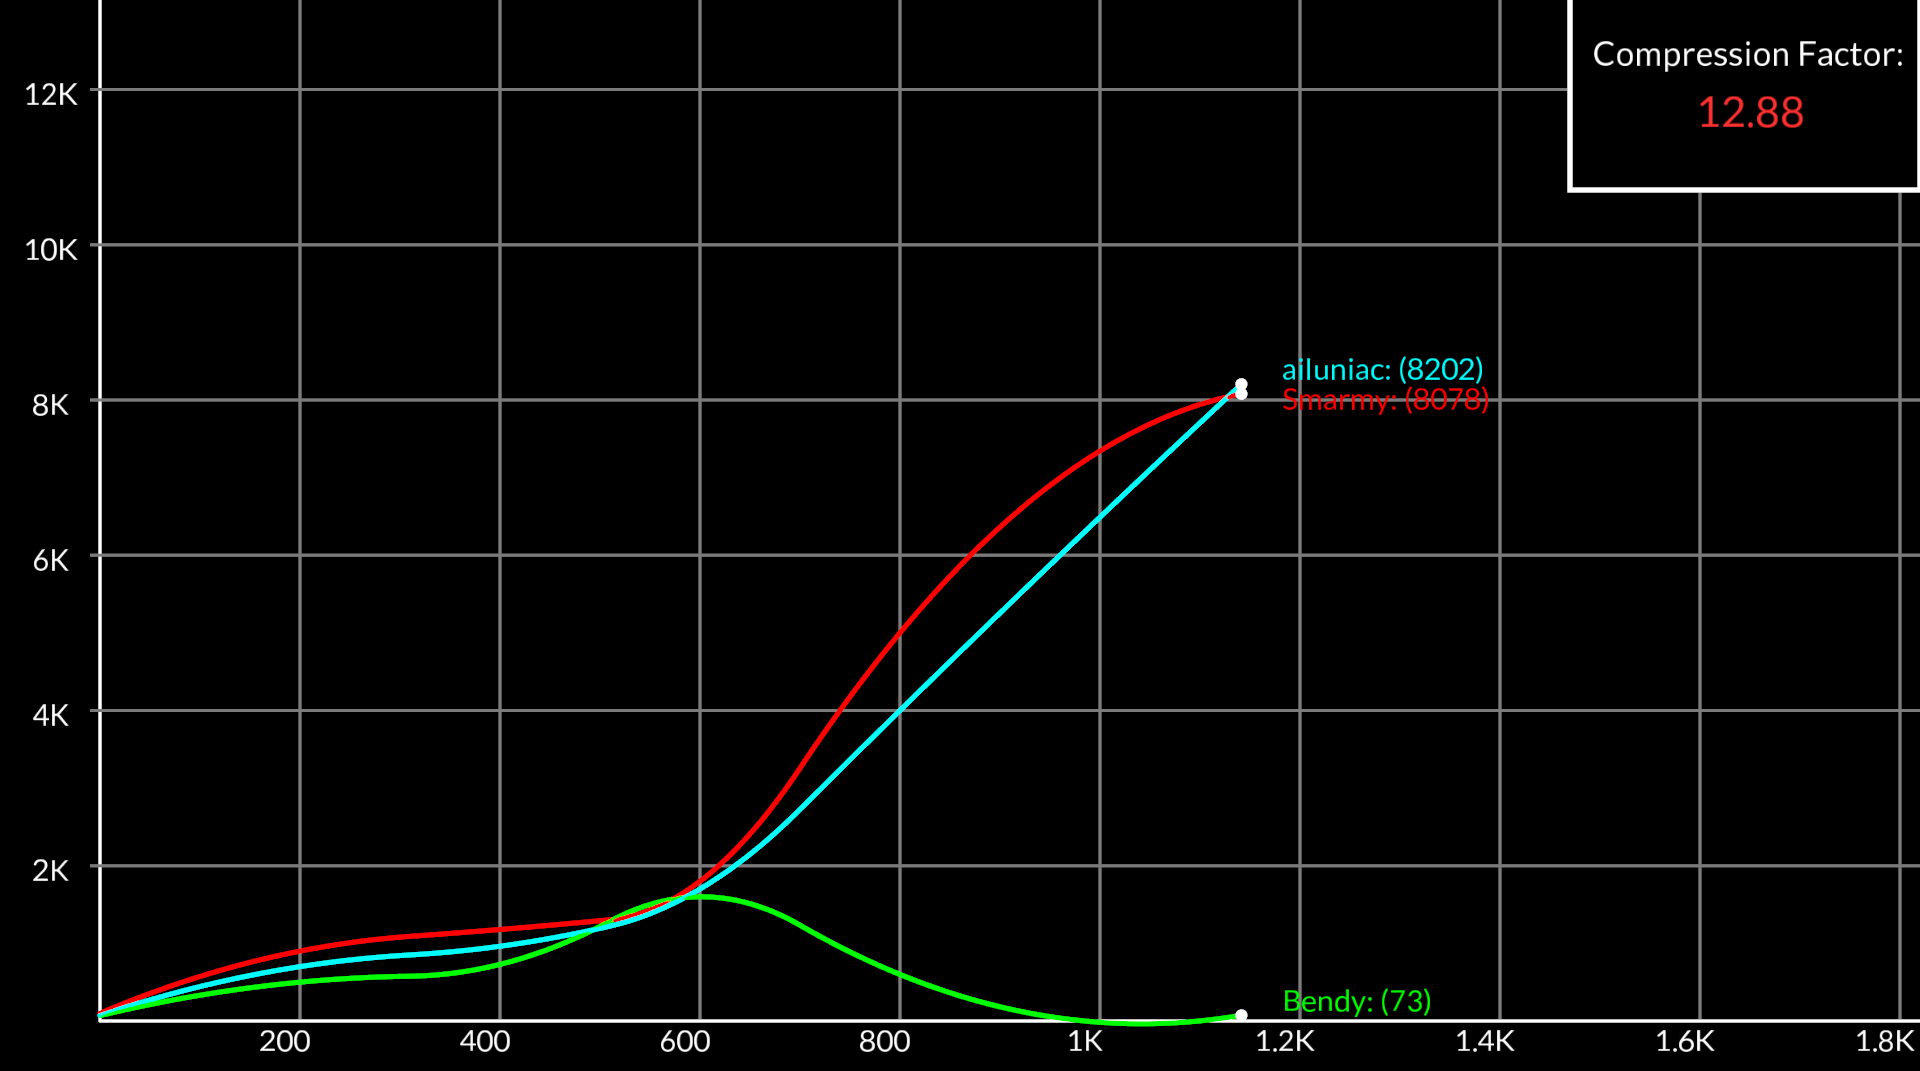 Compression Factor:
12.88
12K
10K
8K
6K
4K
2K
ailuniac: (8202)
Smarmy: (8078)
Bendy: (73)
200 400 600 800 1K 1.2K 1.4K 1.6K 1.8K